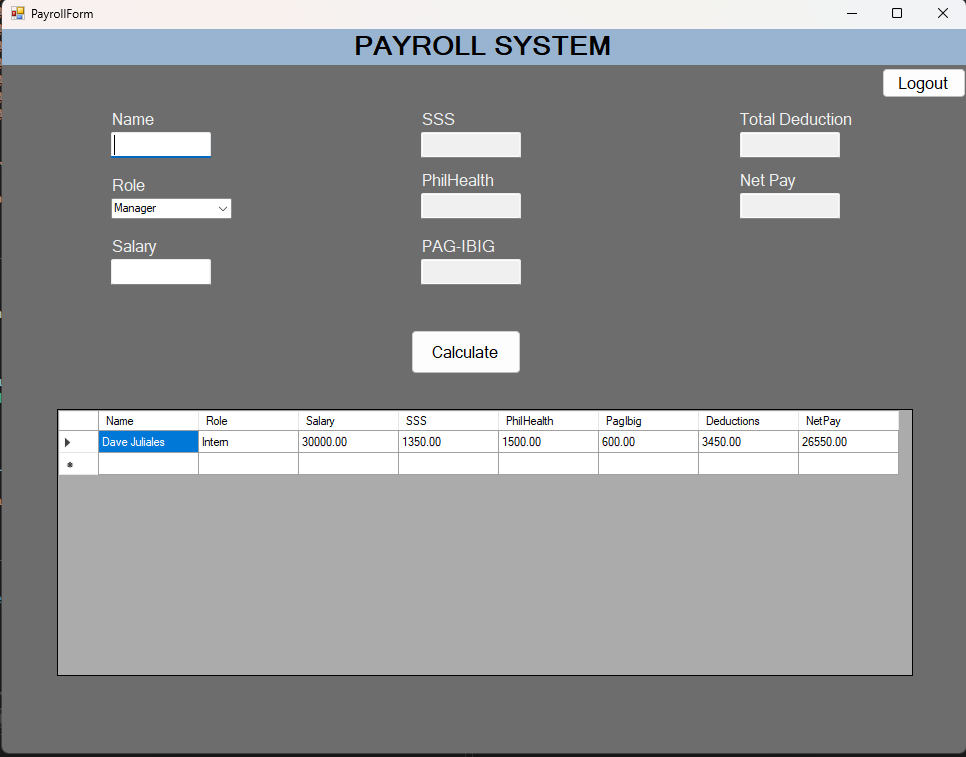 PayrollForm
PAYROLL SYSTEM
Logout
Name SSS Total Deduction
Role PhilHealth Net Pay
Manager
Salary PAG-IBIG
Calculate
Name Role Salary SSS PhilHealth PagIbig Deductions NetPay
Dave Juliales Intern 30000.00 1350.00 1500.00 600.00 3450.00 26550.00